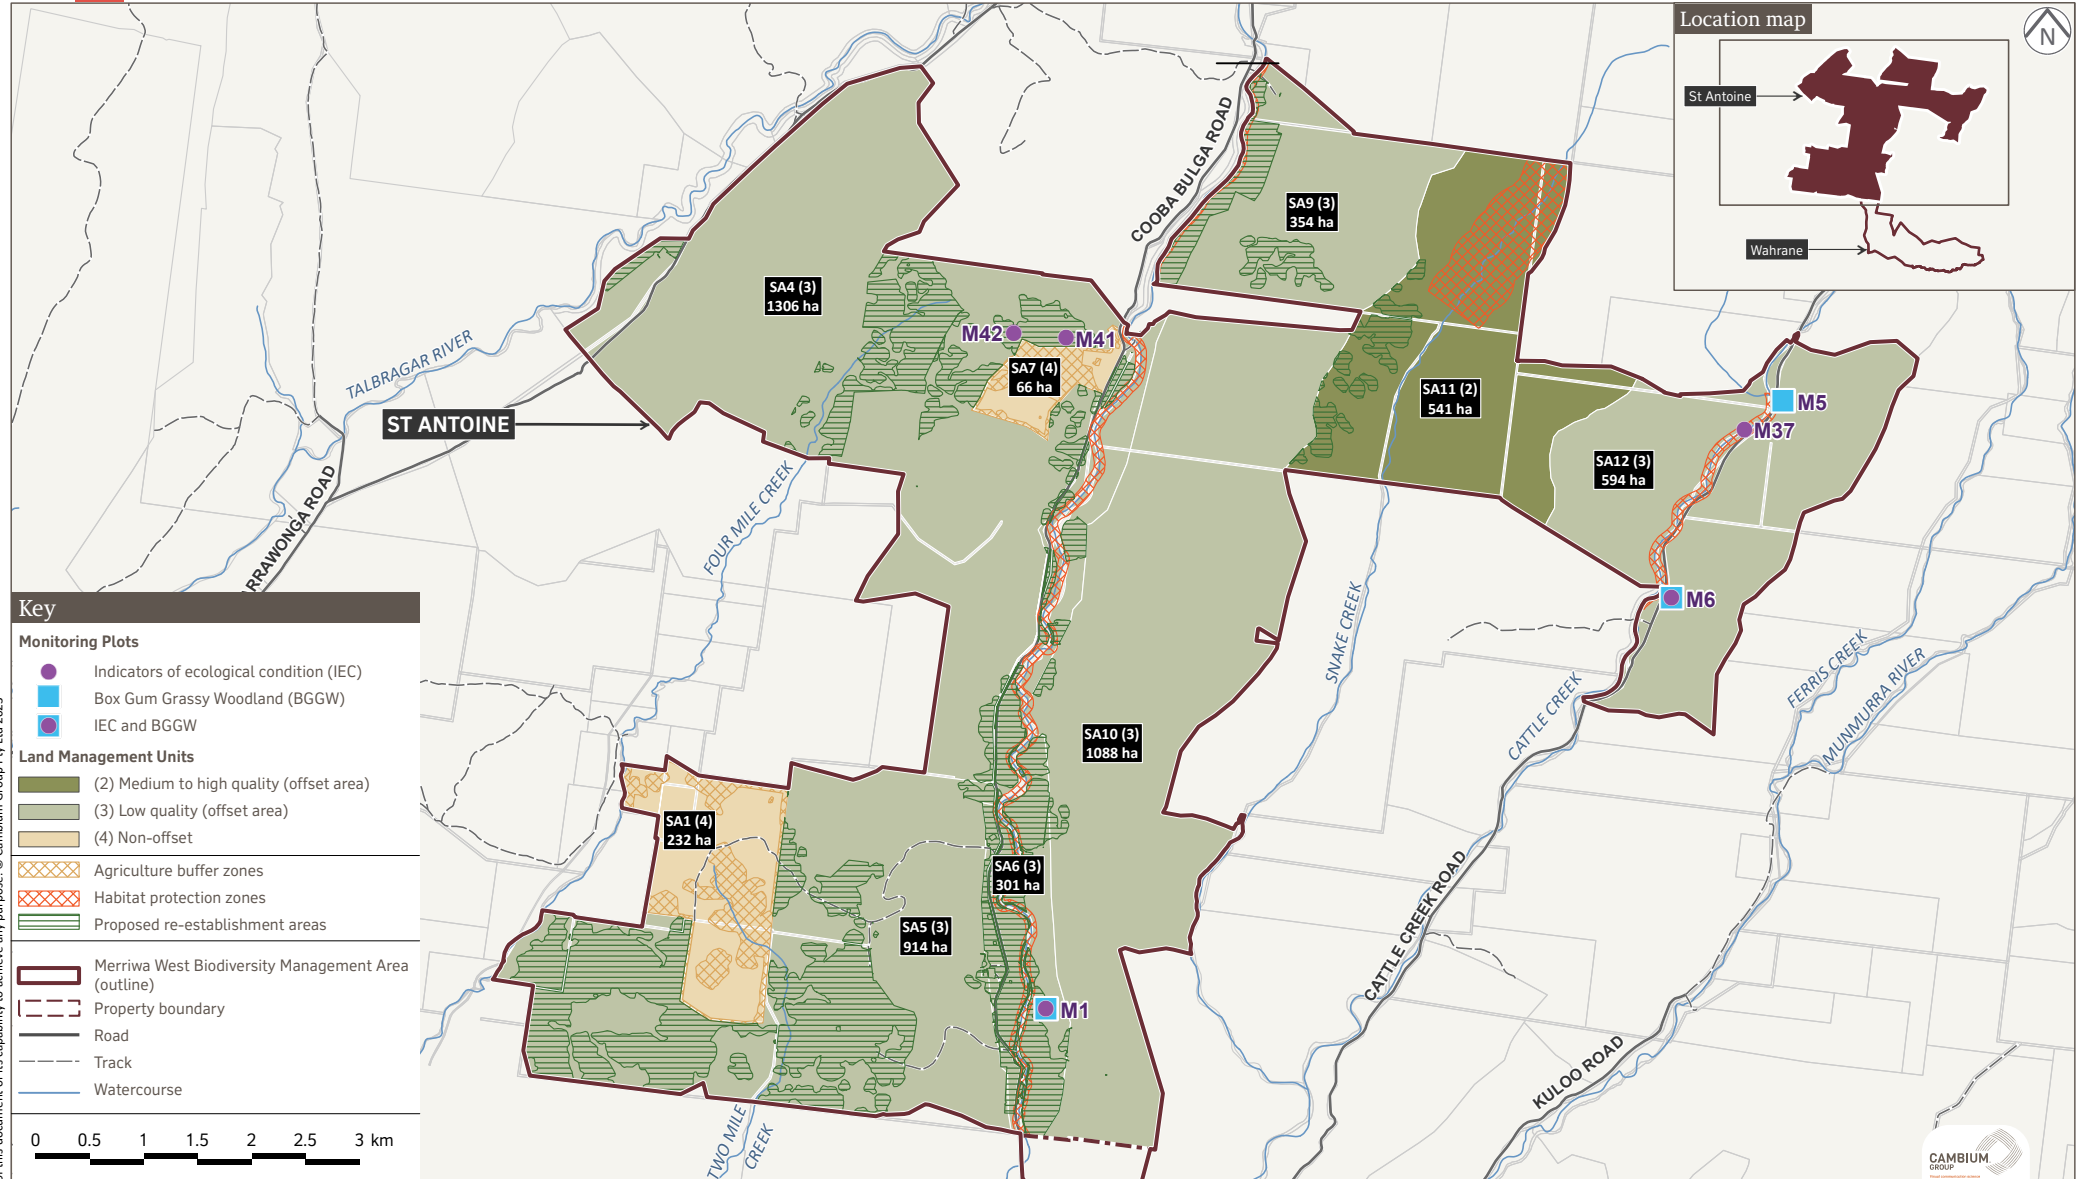 Location map
N
St Antoine
Wahrane
COOBA BULGA ROAD
SA9 (3)
354 ha
SA4 (3)
1306 ha
M42
M41
SA7 (4)
66 ha
TALBRAGAR RIVER
ST ANTOINE
SA11 (2)
541 ha
M5
M37
SA12 (3)
594 ha
FOUR MILE CREEK
SNAKE CREEK
M6
CATTLE CREEK
FERRIS CREEK
MUNMURRA RIVER
ARRAWONGA ROAD
SA10 (3)
1088 ha
SA1 (4)
232 ha
SA6 (3)
301 ha
SA5 (3)
914 ha
M1
CATTLE CREEK ROAD
KULOO ROAD
TWO MILE
CREEK
Key
Monitoring Plots
Indicators of ecological condition (IEC)
Box Gum Grassy Woodland (BGGW)
IEC and BGGW
Land Management Units
(2) Medium to high quality (offset area)
(3) Low quality (offset area)
(4) Non-offset
Agriculture buffer zones
Habitat protection zones
Proposed re-establishment areas
Merriwa West Biodiversity Management Area
(outline)
Property boundary
Road
Track
Watercourse
0 0.5 1 1.5 2 2.5 3 km
CAMBIUM
GROUP